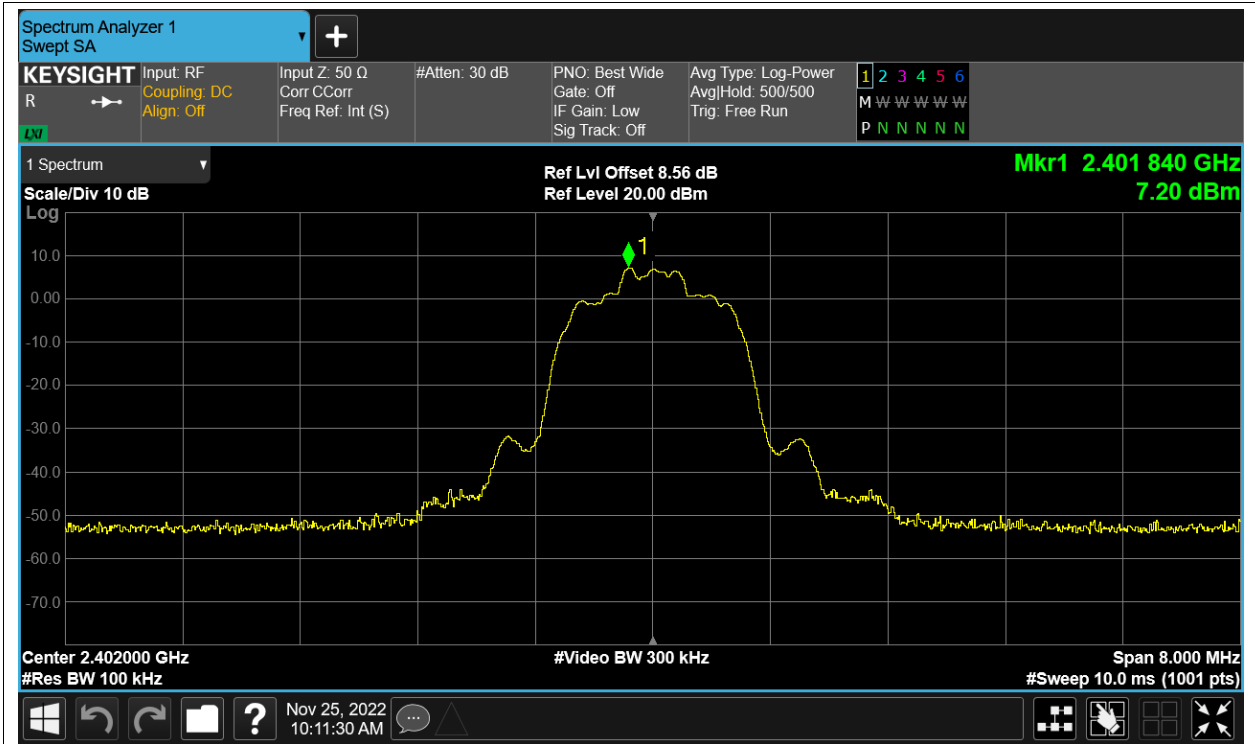 Spectrum Analyzer 1
Swept SA
KEYSIGHT
R
LXI
Input: RF
Coupling: DC
Align: Off
Input Z: 50 Ω
Corr CCorr
Freq Ref: Int (S)
#Atten: 30 dB
PNO: Best Wide
Gate: Off
IF Gain: Low
Sig Track: Off
Avg Type: Log-Power
Avg|Hold: 500/500
Trig: Free Run
1 2 3 4 5 6
M W W W W W
P N N N N N
1 Spectrum
Scale/Div 10 dB
Log
Ref Lvl Offset 8.56 dB
Ref Level 20.00 dBm
Mkr1 2.401 840 GHz
7.20 dBm
1
10.0
0.00
-10.0
-20.0
-30.0
-40.0
-50.0
-60.0
-70.0
Center 2.402000 GHz
#Video BW 300 kHz
Span 8.000 MHz
#Res BW 100 kHz
#Sweep 10.0 ms (1001 pts)
?
Nov 25, 2022
10:11:30 AM